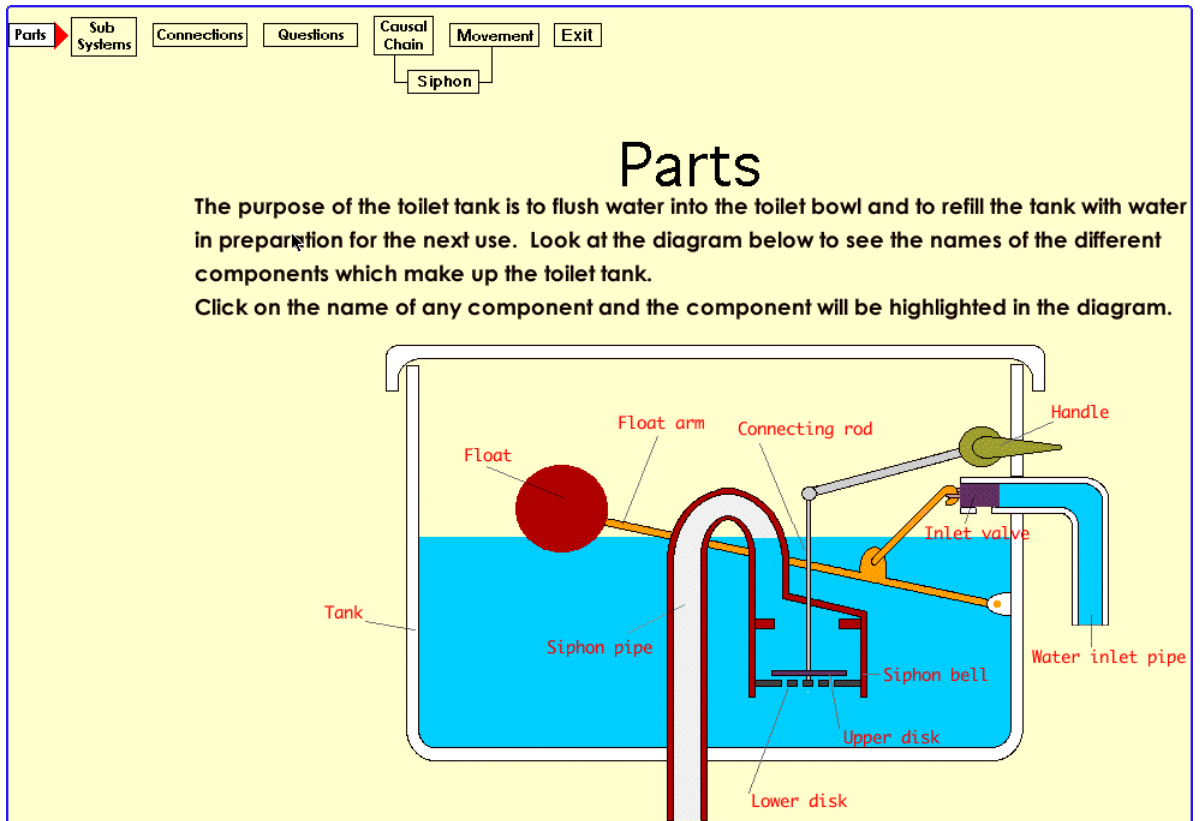 Parts
Sub
Systems
Connections
Questions
Causal
Chain
Movement
Exit
Siphon
Parts
The purpose of the toilet tank is to flush water into the toilet bowl and to refill the tank with water
in preparation for the next use.  Look at the diagram below to see the names of the different
components which make up the toilet tank.
Click on the name of any component and the component will be highlighted in the diagram.
Handle
Float arm
Connecting rod
Float
Inlet valve
Tank
Siphon pipe
Water inlet pipe
Siphon bell
Upper disk
Lower disk